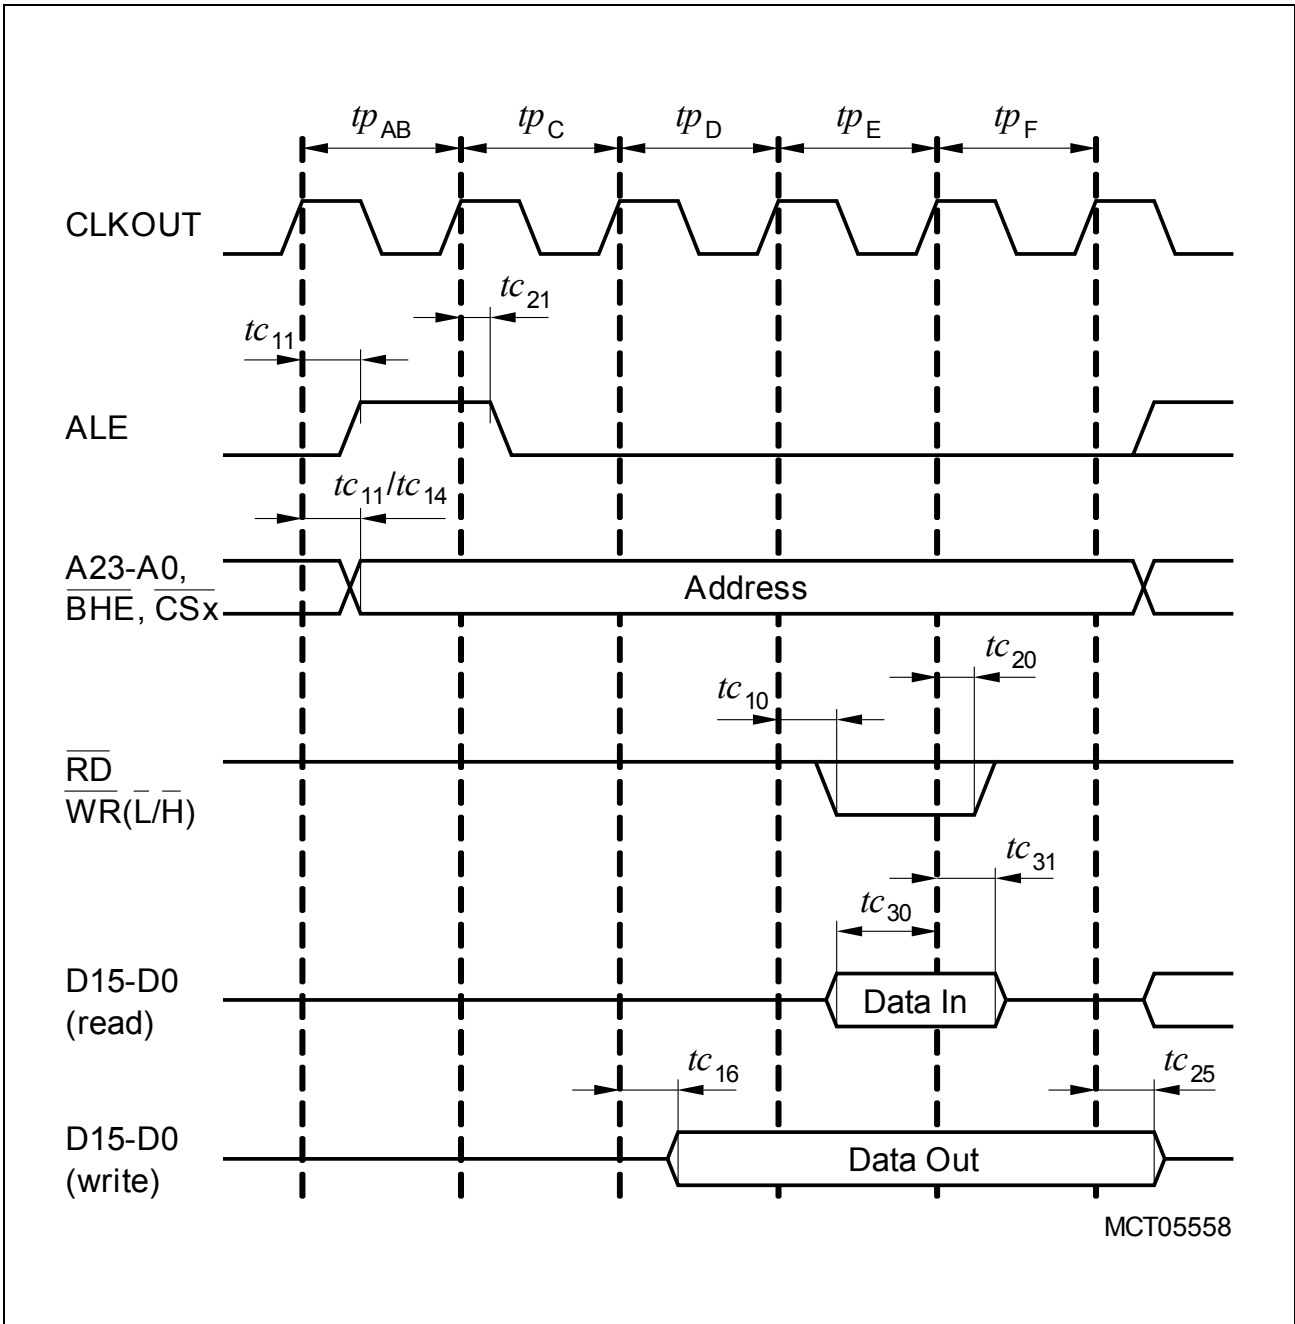 tpAB tpC tpD tpE tpF
CLKOUT
tc21
tc11
ALE
tc11/tc14
A23-A0,
BHE, CSx
Address
tc20
tc10
RD
WR(L/H)
tc31
tc30
D15-D0
(read)
Data In
tc16 tc25
D15-D0
(write)
Data Out
MCT05558